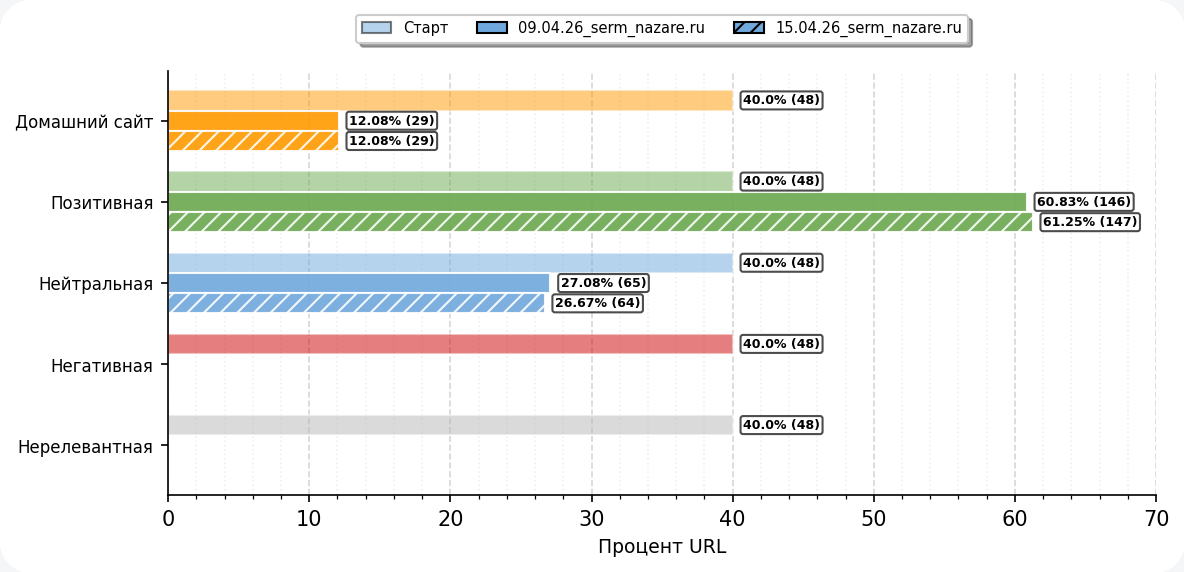 Старт 09.04.26_serm_nazare.ru 15.04.26_serm_nazare.ru
40.0% (48)
Домашний сайт 12.08% (29)
12.08% (29)
40.0% (48)
Позитивная 60.83% (146)
61.25% (147)
40.0% (48)
Нейтральная 27.08% (65)
26.67% (64)
40.0% (48)
Негативная
40.0% (48)
Нерелевантная
0 10 20 30 40 50 60 70
Процент URL